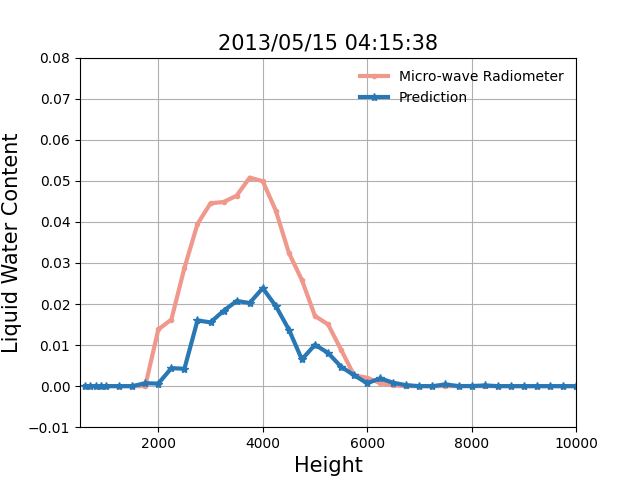 2013/05/15 04:15:38
Micro-wave Radiometer
Prediction
Liquid Water Content
0.08
0.07
0.06
0.05
0.04
0.03
0.02
0.01
0.00
−0.01
2000 4000 6000 8000 10000
Height